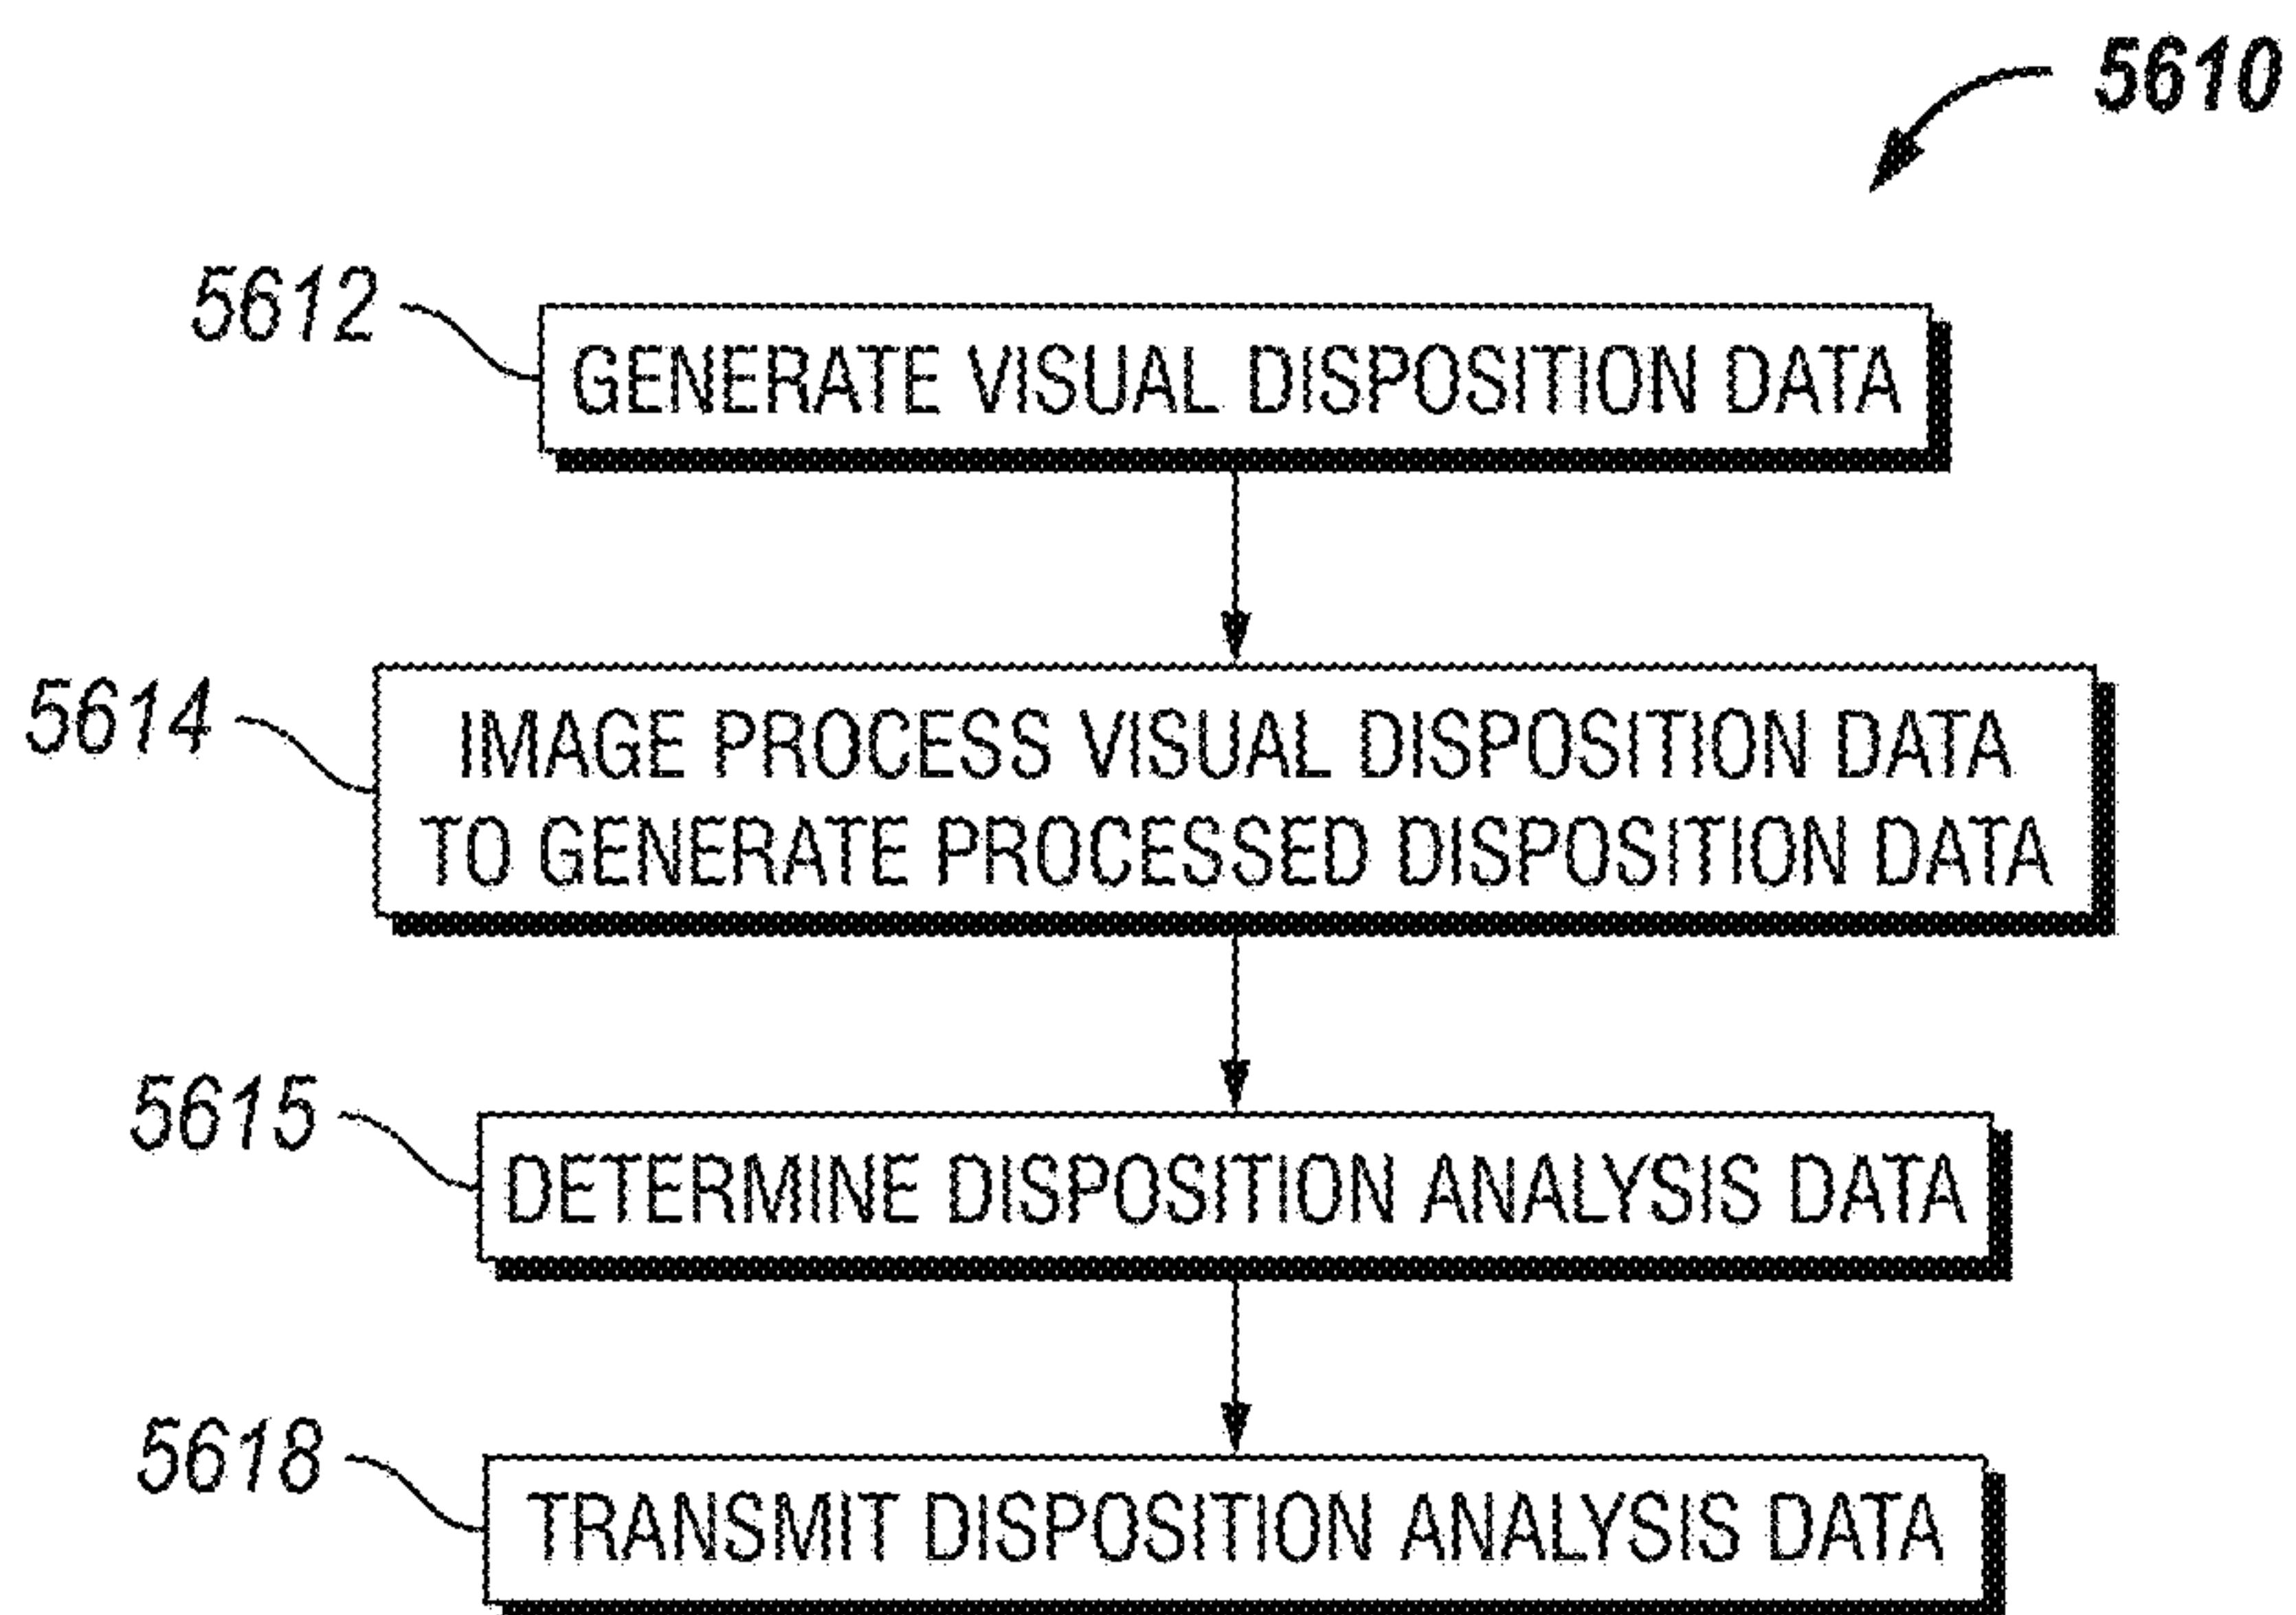 5610
5612
GENERATE VISUAL DISPOSITION DATA
5614
IMAGE PROCESS VISUAL DISPOSITION DATA
TO GENERATE PROCESSED DISPOSITION DATA
5615
DETERMINE DISPOSITION ANALYSIS DATA
5618
TRANSMIT DISPOSITION ANALYSIS DATA